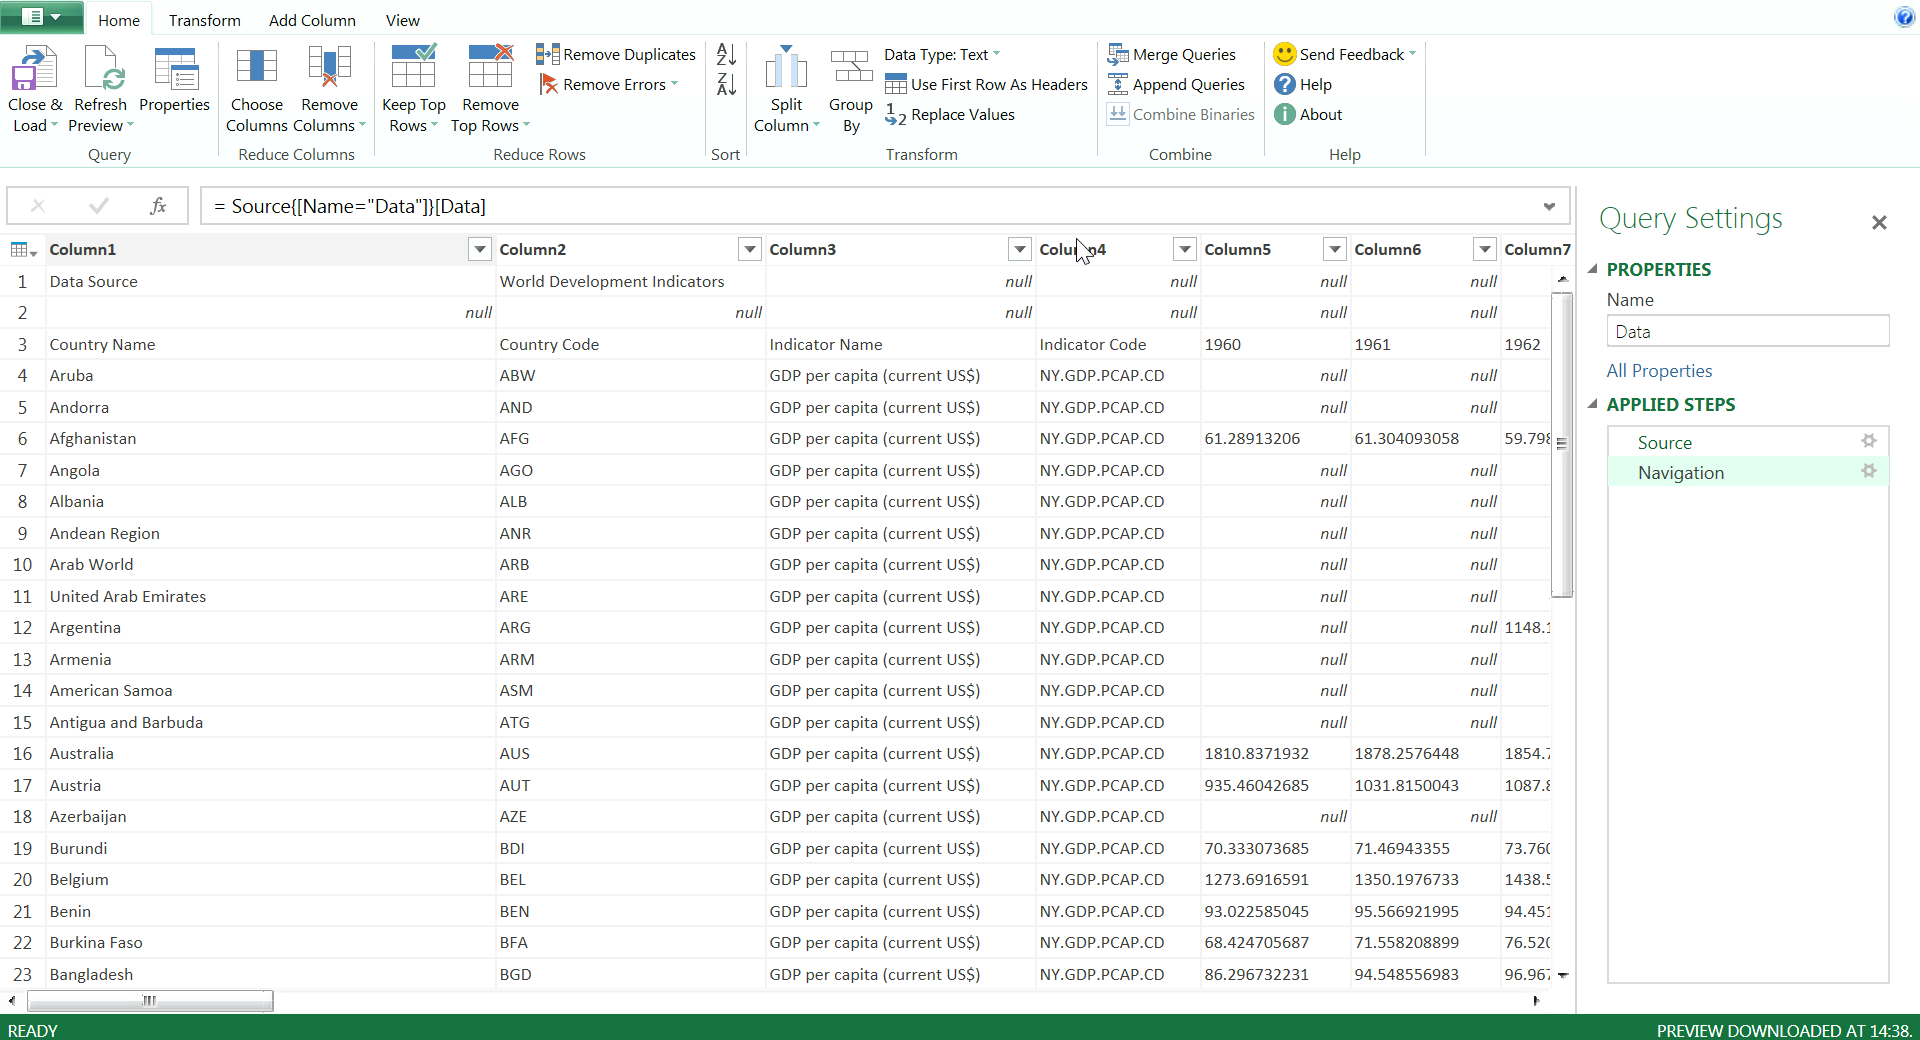 Home Transform Add Column View
Close & Load Refresh Preview Properties
Query
Choose Columns Remove Columns
Reduce Columns
Keep Top Rows Remove Top Rows Remove Duplicates Remove Errors
Reduce Rows
Sort
Split Column Group By Data Type: Text Use First Row As Headers Replace Values
Transform
Merge Queries Append Queries Combine Binaries
Combine
Send Feedback Help About
Help
fx = Source{[Name="Data"]}[Data]
Column1 Column2 Column3 Column4 Column5 Column6 Column7
1 Data Source World Development Indicators null null null null
2 null null null null null null
3 Country Name Country Code Indicator Name Indicator Code 1960 1961 1962
4 Aruba ABW GDP per capita (current US$) NY.GDP.PCAP.CD null null
5 Andorra AND GDP per capita (current US$) NY.GDP.PCAP.CD null null
6 Afghanistan AFG GDP per capita (current US$) NY.GDP.PCAP.CD 61.28913206 61.304093058 59.798
7 Angola AGO GDP per capita (current US$) NY.GDP.PCAP.CD null null
8 Albania ALB GDP per capita (current US$) NY.GDP.PCAP.CD null null
9 Andean Region ANR GDP per capita (current US$) NY.GDP.PCAP.CD null null
10 Arab World ARB GDP per capita (current US$) NY.GDP.PCAP.CD null null
11 United Arab Emirates ARE GDP per capita (current US$) NY.GDP.PCAP.CD null null
12 Argentina ARG GDP per capita (current US$) NY.GDP.PCAP.CD null null 1148.1
13 Armenia ARM GDP per capita (current US$) NY.GDP.PCAP.CD null null
14 American Samoa ASM GDP per capita (current US$) NY.GDP.PCAP.CD null null
15 Antigua and Barbuda ATG GDP per capita (current US$) NY.GDP.PCAP.CD null null
16 Australia AUS GDP per capita (current US$) NY.GDP.PCAP.CD 1810.8371932 1878.2576448 1854.7
17 Austria AUT GDP per capita (current US$) NY.GDP.PCAP.CD 935.46042685 1031.8150043 1087.8
18 Azerbaijan AZE GDP per capita (current US$) NY.GDP.PCAP.CD null null
19 Burundi BDI GDP per capita (current US$) NY.GDP.PCAP.CD 70.333073685 71.46943355 73.760
20 Belgium BEL GDP per capita (current US$) NY.GDP.PCAP.CD 1273.6916591 1350.1976733 1438.5
21 Benin BEN GDP per capita (current US$) NY.GDP.PCAP.CD 93.022585045 95.566921995 94.451
22 Burkina Faso BFA GDP per capita (current US$) NY.GDP.PCAP.CD 68.424705687 71.558208899 76.520
23 Bangladesh BGD GDP per capita (current US$) NY.GDP.PCAP.CD 86.296732231 94.548556983 96.967
Query Settings
PROPERTIES
Name
Data
All Properties
APPLIED STEPS
Source
Navigation
READY PREVIEW DOWNLOADED AT 14:38.